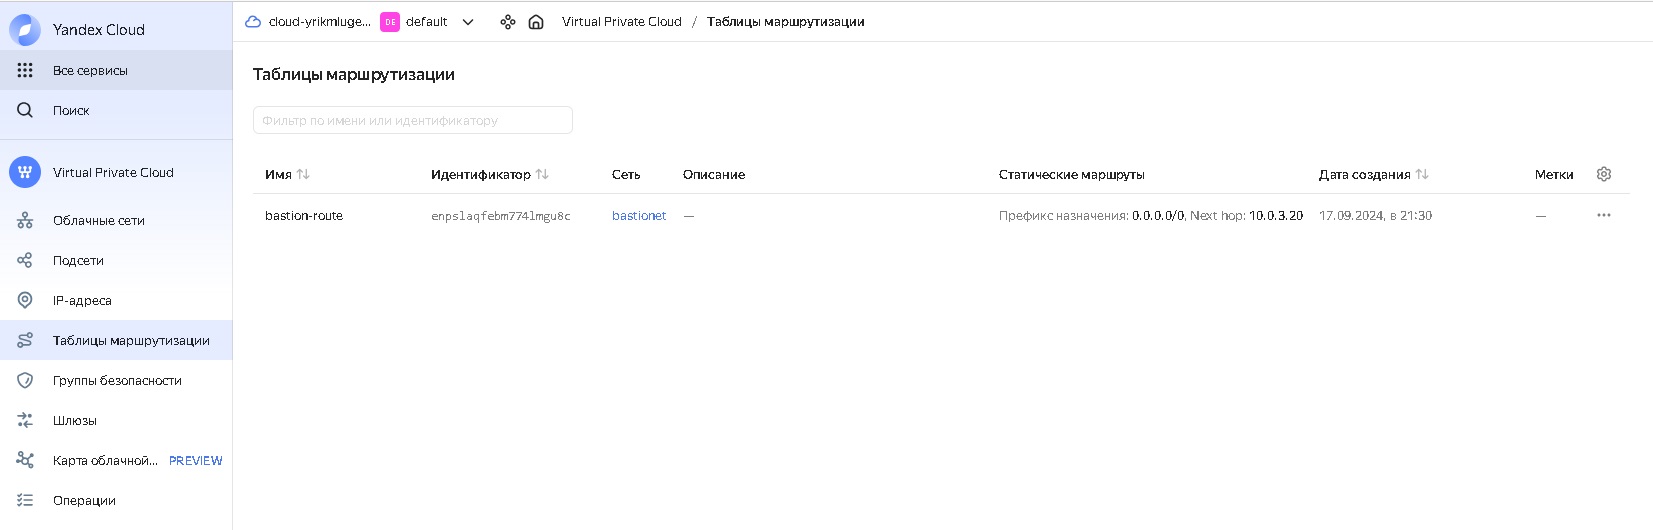 Yandex Cloud
Все сервисы
Поиск
Virtual Private Cloud
Облачные сети
Подсети
IP-адреса
Таблицы маршрутизации
Группы безопасности
Шлюзы
Карта облачной... PREVIEW
Операции
cloud-yrikmluge... DE default Virtual Private Cloud / Таблицы маршрутизации
Таблицы маршрутизации
Фильтр по имени или идентификатору
Имя Идентификатор Сеть Описание Статические маршруты Дата создания Метки
bastion-route enpslaqfebm774lmgu8c bastionet — Префикс назначения: 0.0.0.0/0, Next hop: 10.0.3.20 17.09.2024, в 21:30 —